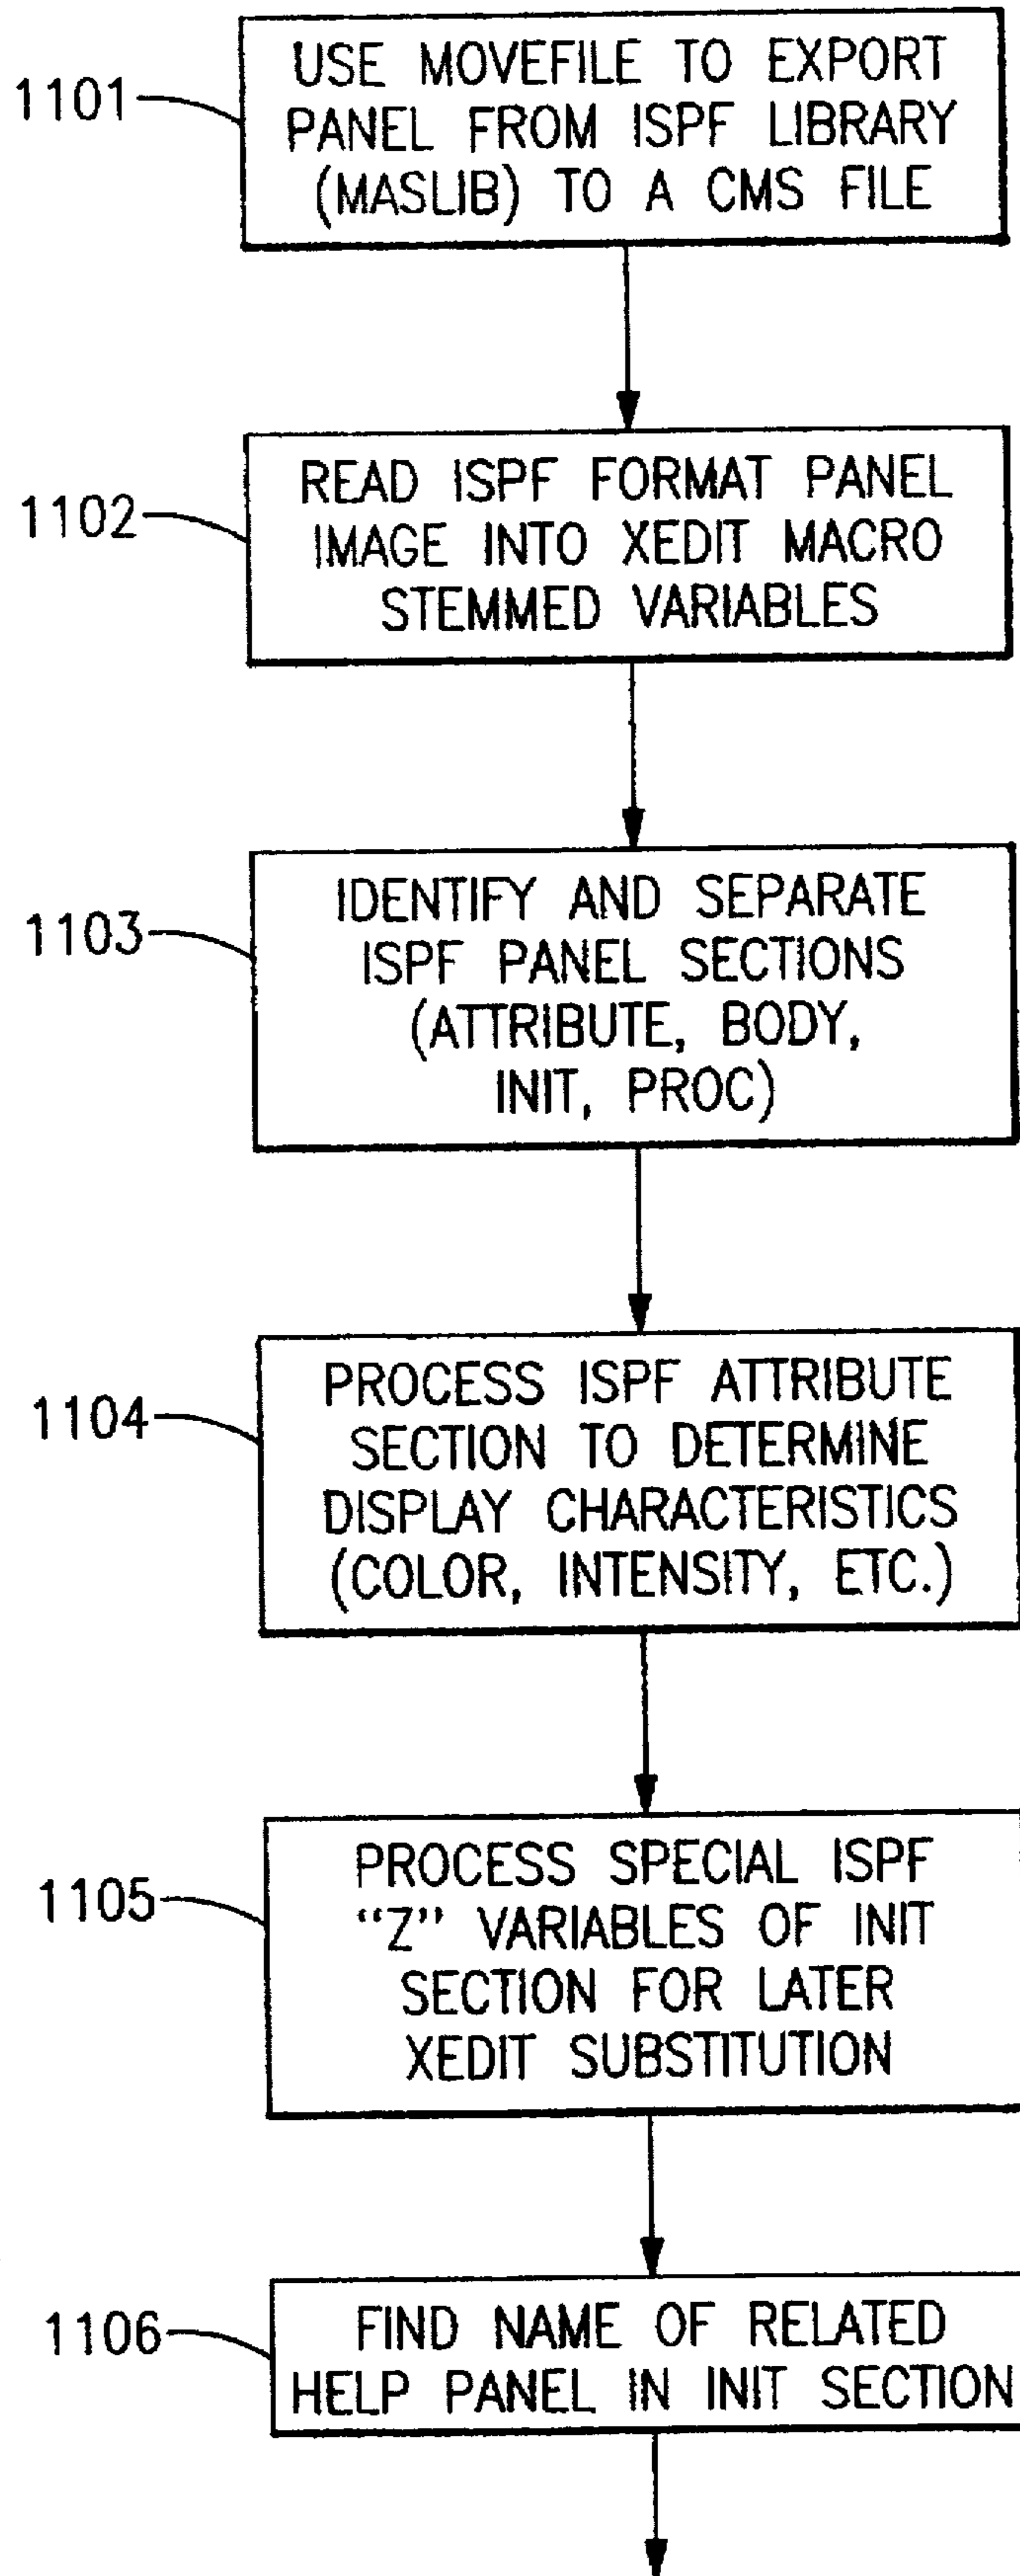 1101
USE MOVEFILE TO EXPORT
PANEL FROM ISPF LIBRARY
(MASLIB) TO A CMS FILE
1102
READ ISPF FORMAT PANEL
IMAGE INTO XEDIT MACRO
STEMMED VARIABLES
1103
IDENTIFY AND SEPARATE
ISPF PANEL SECTIONS
(ATTRIBUTE, BODY,
INIT, PROC)
1104
PROCESS ISPF ATTRIBUTE
SECTION TO DETERMINE
DISPLAY CHARACTERISTICS
(COLOR, INTENSITY, ETC.)
1105
PROCESS SPECIAL ISPF
“Z” VARIABLES OF INIT
SECTION FOR LATER
XEDIT SUBSTITUTION
1106
FIND NAME OF RELATED
HELP PANEL IN INIT SECTION